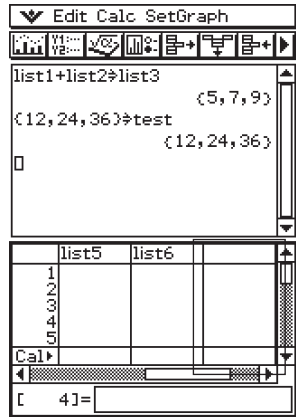 Edit Calc SetGraph
list1+list2⇒list3
{5,7,9}
{12,24,36}⇒test
{12,24,36}
list5 list6
1
2
3
4
5
Cal▶
[ 4]=